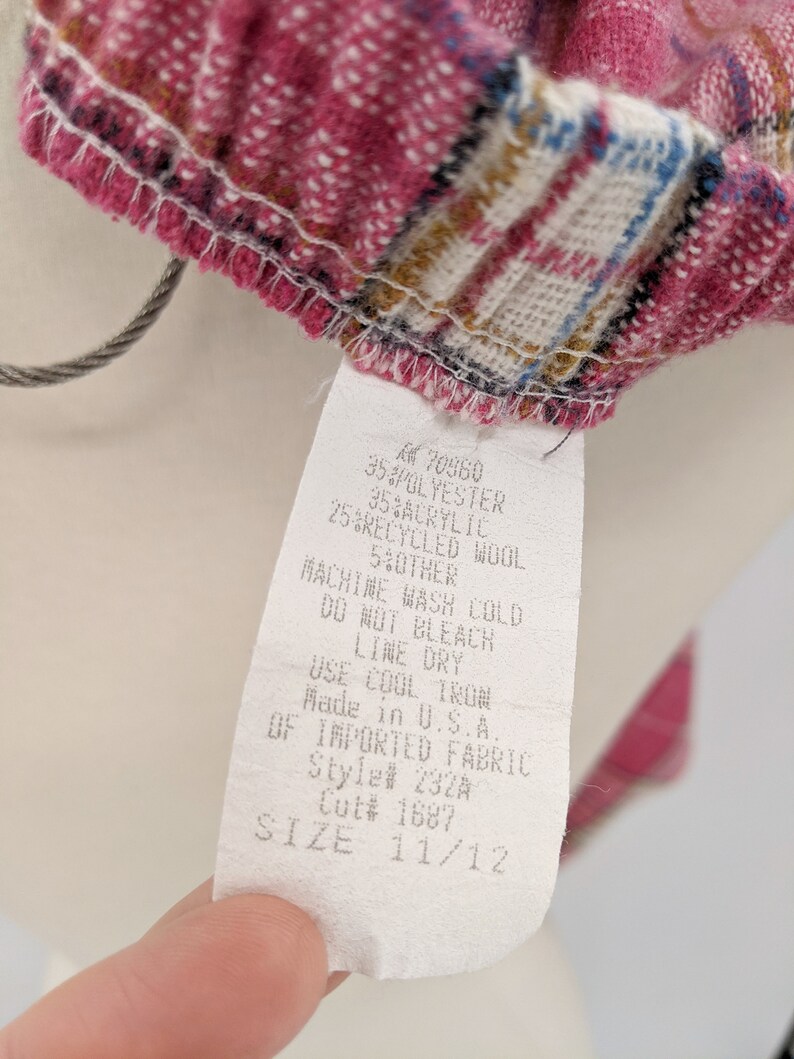 RN 70960
35%POLYESTER
35%ACRYLIC
25%RECYCLED WOOL
5%OTHER
MACHINE WASH COLD
DO NOT BLEACH
LINE DRY
USE COOL IRON
Made in U.S.A.
OF IMPORTED FABRIC
Style# 232A
Cut# 1687
SIZE 11/12